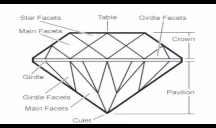 Star Facets
Table
Girdle Facets
Main Facets
Crown
Girdle
Girdle Facets
Pavilion
Main Facets
Culet